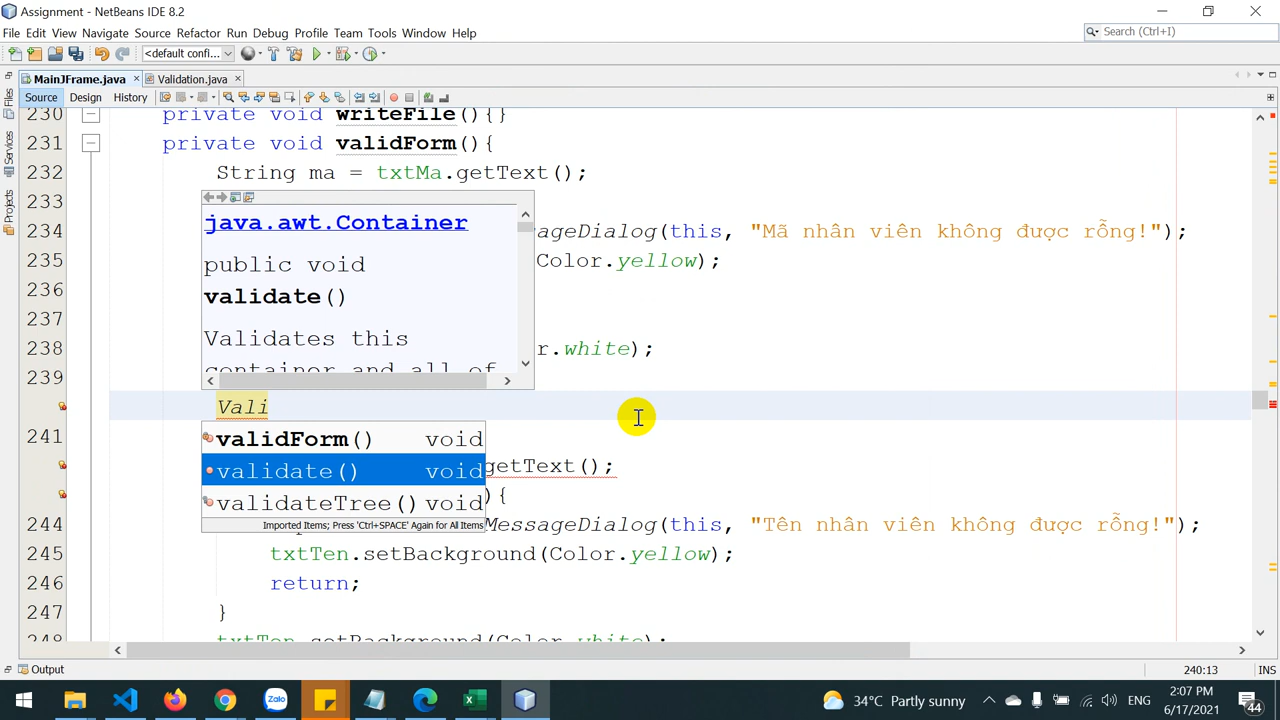 Assignment - NetBeans IDE 8.2
File Edit View Navigate Source Refactor Run Debug Profile Team Tools Window Help
Search (Ctrl+I)
<default confi...
MainJFrame.java Validation.java
Source Design History
Files
Services
Projects
230 private void writeFile(){}
231 private void validForm(){
232 String ma = txtMa.getText();
233
234 ageDialog(this, "Mã nhân viên không được rỗng!");
235 Color.yellow);
236
237
238 r.white);
239
java.awt.Container
public void
validate()
Validates this
container and all of
Vali
241
validForm() void
validate() void
validateTree() void
Imported Items; Press 'Ctrl+SPACE' Again for All Items
getText();
){
244 MessageDialog(this, "Tên nhân viên không được rỗng!");
245 txtTen.setBackground(Color.yellow);
246 return;
247 }
248 txtTen.setBackground(Color.white);
Output
240:13 INS
Zalo
34°C Partly sunny
ENG
2:07 PM
6/17/2021
44